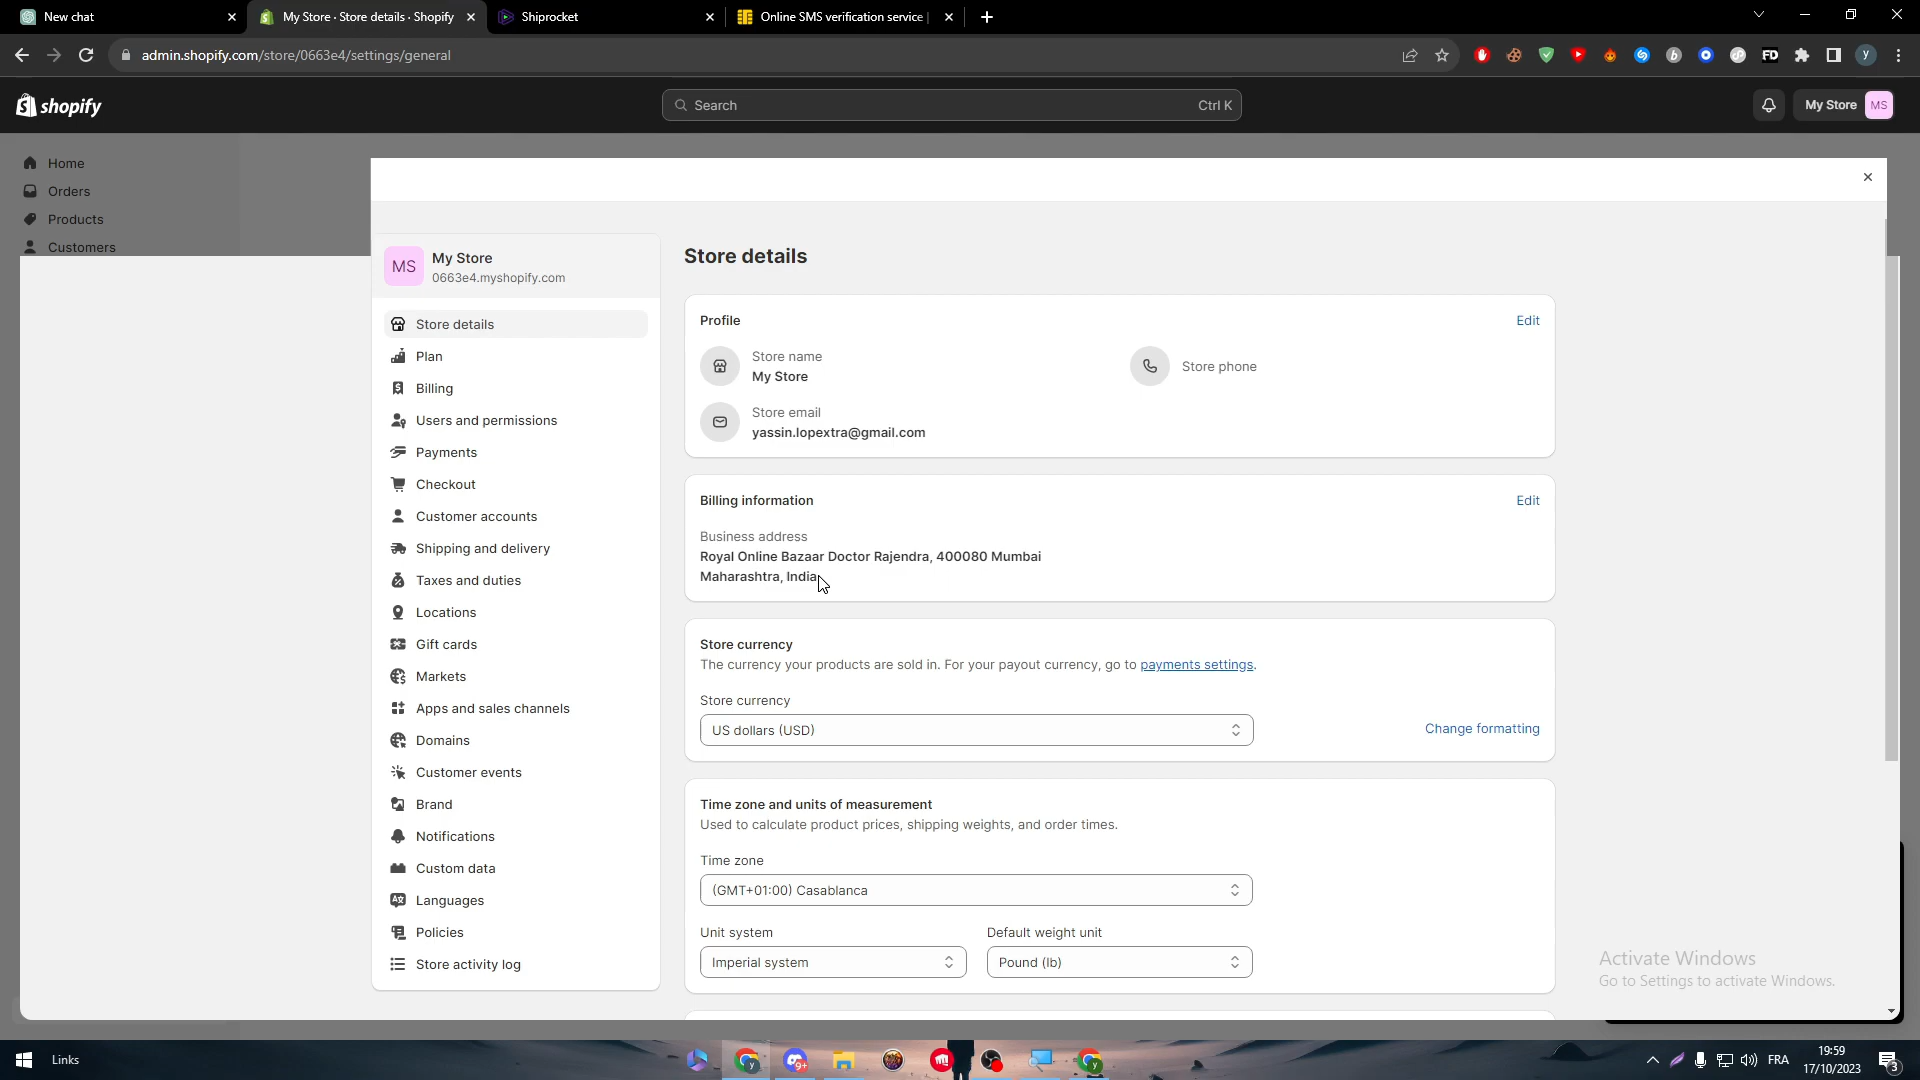 New chat
My Store · Store details · Shopify
Shiprocket
Online SMS verification service |
admin.shopify.com/store/0663e4/settings/general
shopify
Search
Ctrl K
My Store
MS
Home
Orders
Products
Customers
MS
My Store
0663e4.myshopify.com
Store details
Plan
Billing
Users and permissions
Payments
Checkout
Customer accounts
Shipping and delivery
Taxes and duties
Locations
Gift cards
Markets
Apps and sales channels
Domains
Customer events
Brand
Notifications
Custom data
Languages
Policies
Store activity log
Store details
Profile
Edit
Store name
My Store
Store phone
Store email
yassin.lopextra@gmail.com
Billing information
Edit
Business address
Royal Online Bazaar Doctor Rajendra, 400080 Mumbai
Maharashtra, India
Store currency
The currency your products are sold in. For your payout currency, go to payments settings.
Store currency
US dollars (USD)
Change formatting
Time zone and units of measurement
Used to calculate product prices, shipping weights, and order times.
Time zone
(GMT+01:00) Casablanca
Unit system
Default weight unit
Imperial system
Pound (lb)
Activate Windows
Go to Settings to activate Windows.
Links
FRA
19:59
17/10/2023
3